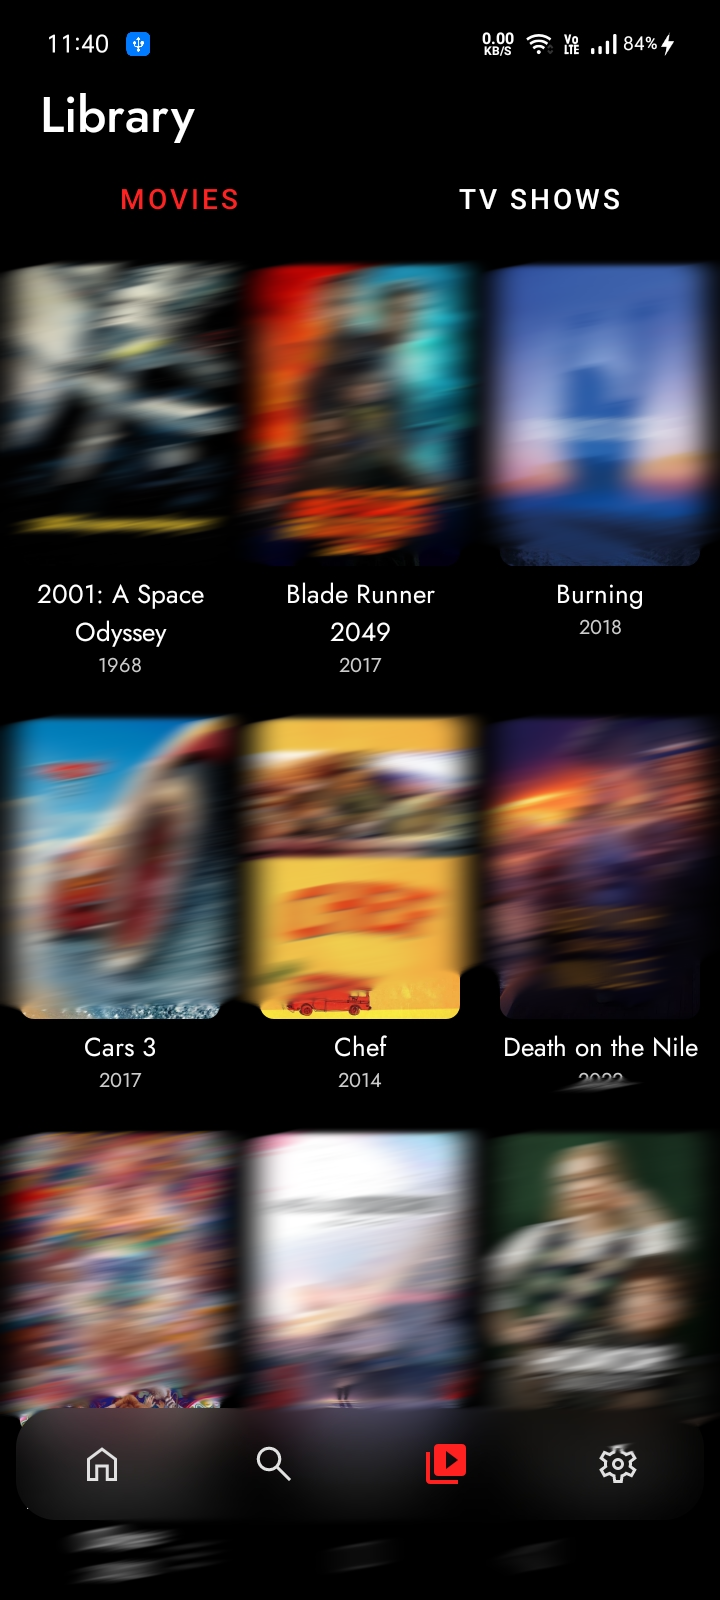 11:40
0.00
KB/S
Vo
LTE
84%
Library
MOVIES
TV SHOWS
2001: A Space
Odyssey
1968
Blade Runner
2049
2017
Burning
2018
Cars 3
2017
Chef
2014
Death on the Nile